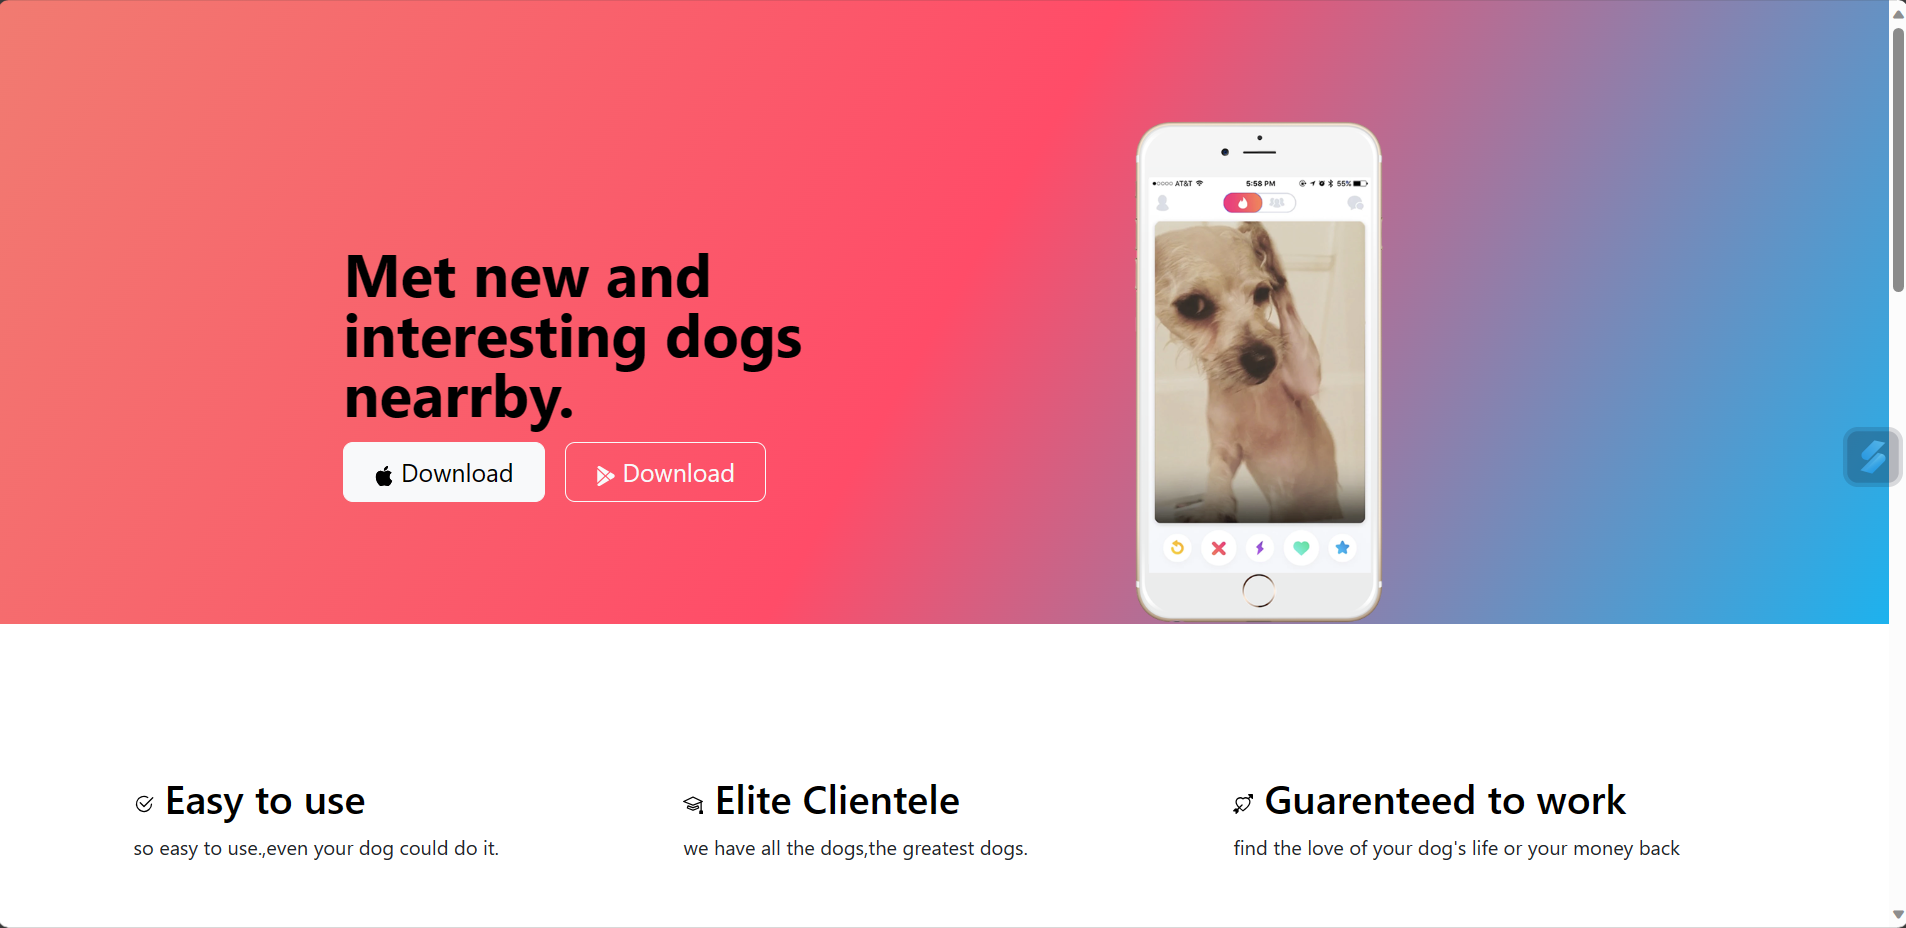 Met new and
interesting dogs
nearrby.
Download
Download
AT&T
5:58 PM
55%
Easy to use
so easy to use.,even your dog could do it.
Elite Clientele
we have all the dogs,the greatest dogs.
Guarenteed to work
find the love of your dog's life or your money back